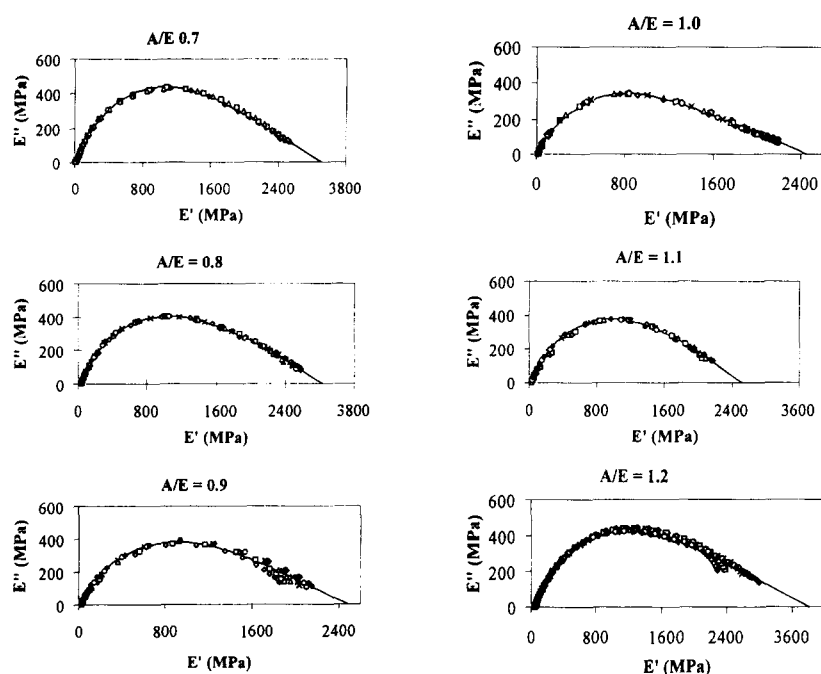 A/E 0.7
E'' (MPa)
600
400
200
0
0 800 1600 2400 3800
E' (MPa)
A/E = 1.0
E'' (MPa)
600
400
200
0
0 800 1600 2400
E' (MPa)
A/E = 0.8
E'' (MPa)
600
400
200
0
0 800 1600 2400 3800
E' (MPa)
A/E = 1.1
E'' (MPa)
600
400
200
0
0 800 1600 2400 3600
E' (MPa)
A/E = 0.9
E'' (MPa)
600
400
200
0
0 800 1600 2400
E' (MPa)
A/E = 1.2
E'' (MPa)
600
400
200
0
0 800 1600 2400 3800
E' (MPa)